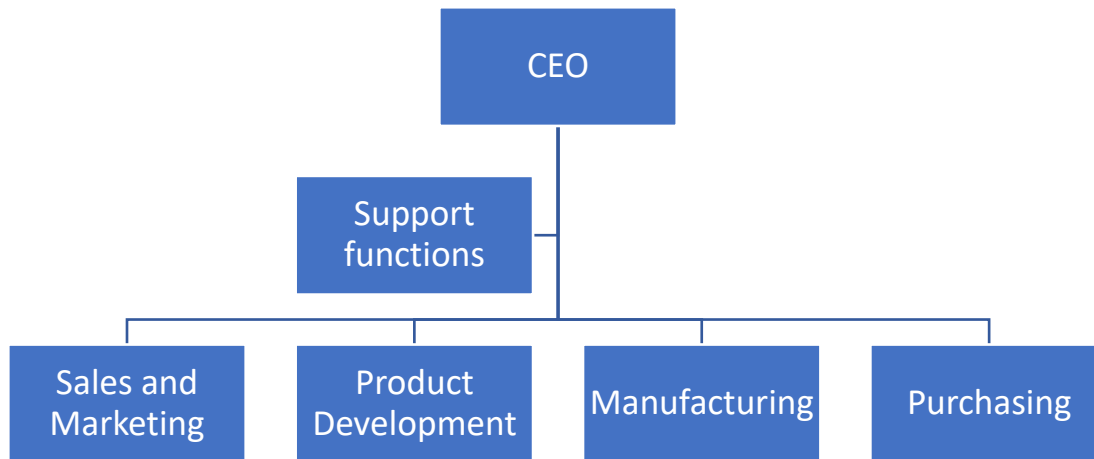 CEO
Support
functions
Sales and
Marketing
Product
Development
Manufacturing
Purchasing